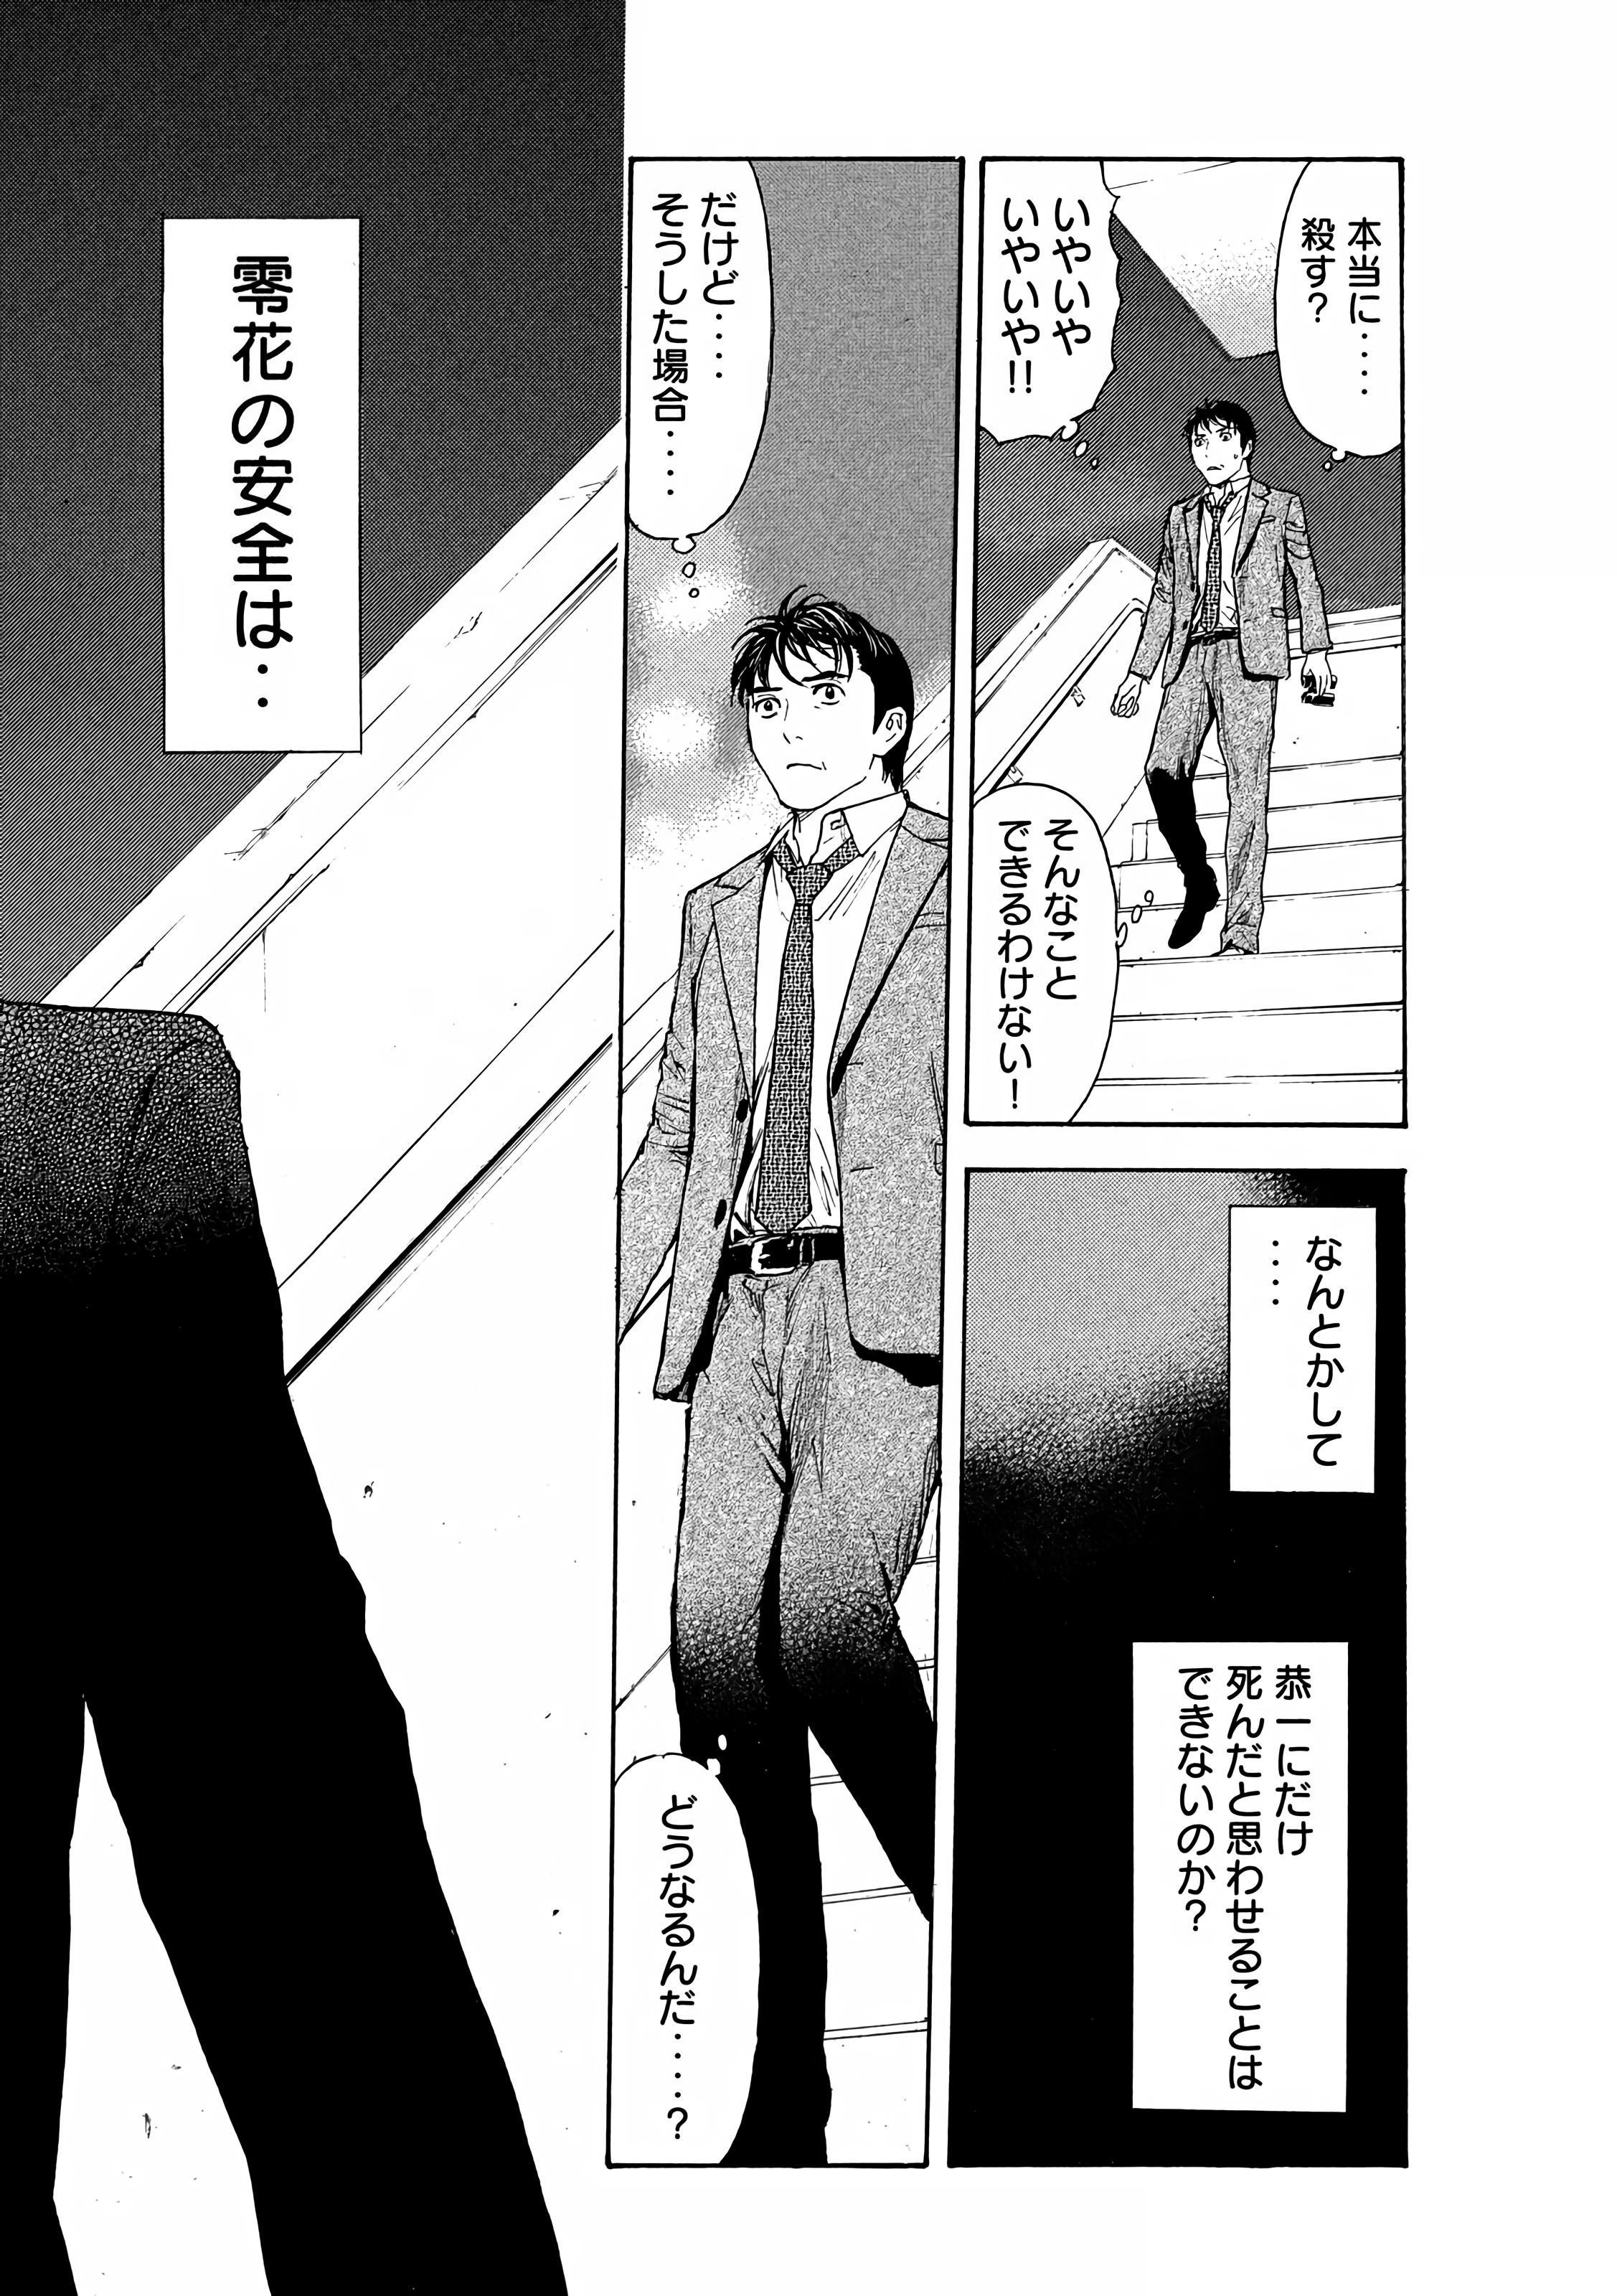 本当に‥‥
殺す?
いやいや
いやいや!!
そんなこと
できるわけない!
なんとかして
‥‥
恭一にだけ
死んだと思わせることは
できないのか?
だけど‥‥
そうした場合‥‥
どうなるんだ‥‥?
零花の安全は‥